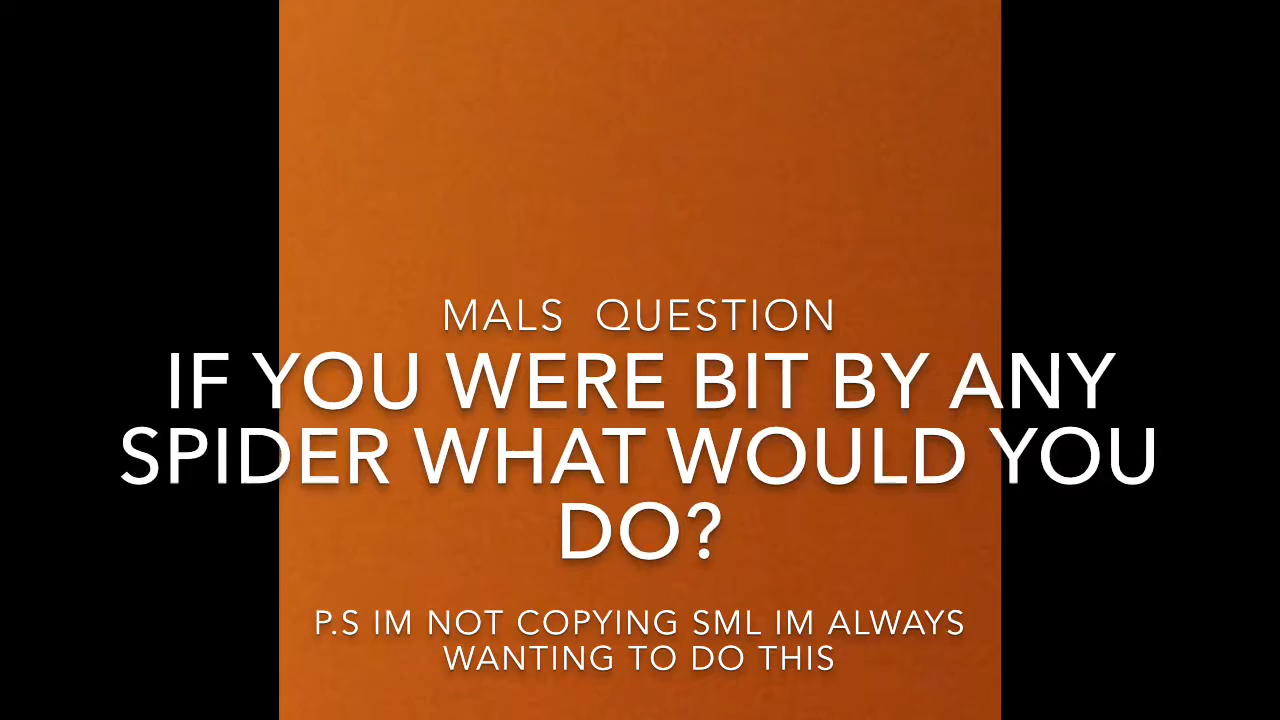 MALS QUESTION
IF YOU WERE BIT BY ANY
SPIDER WHAT WOULD YOU
DO?
P.S IM NOT COPYING SML IM ALWAYS
WANTING TO DO THIS